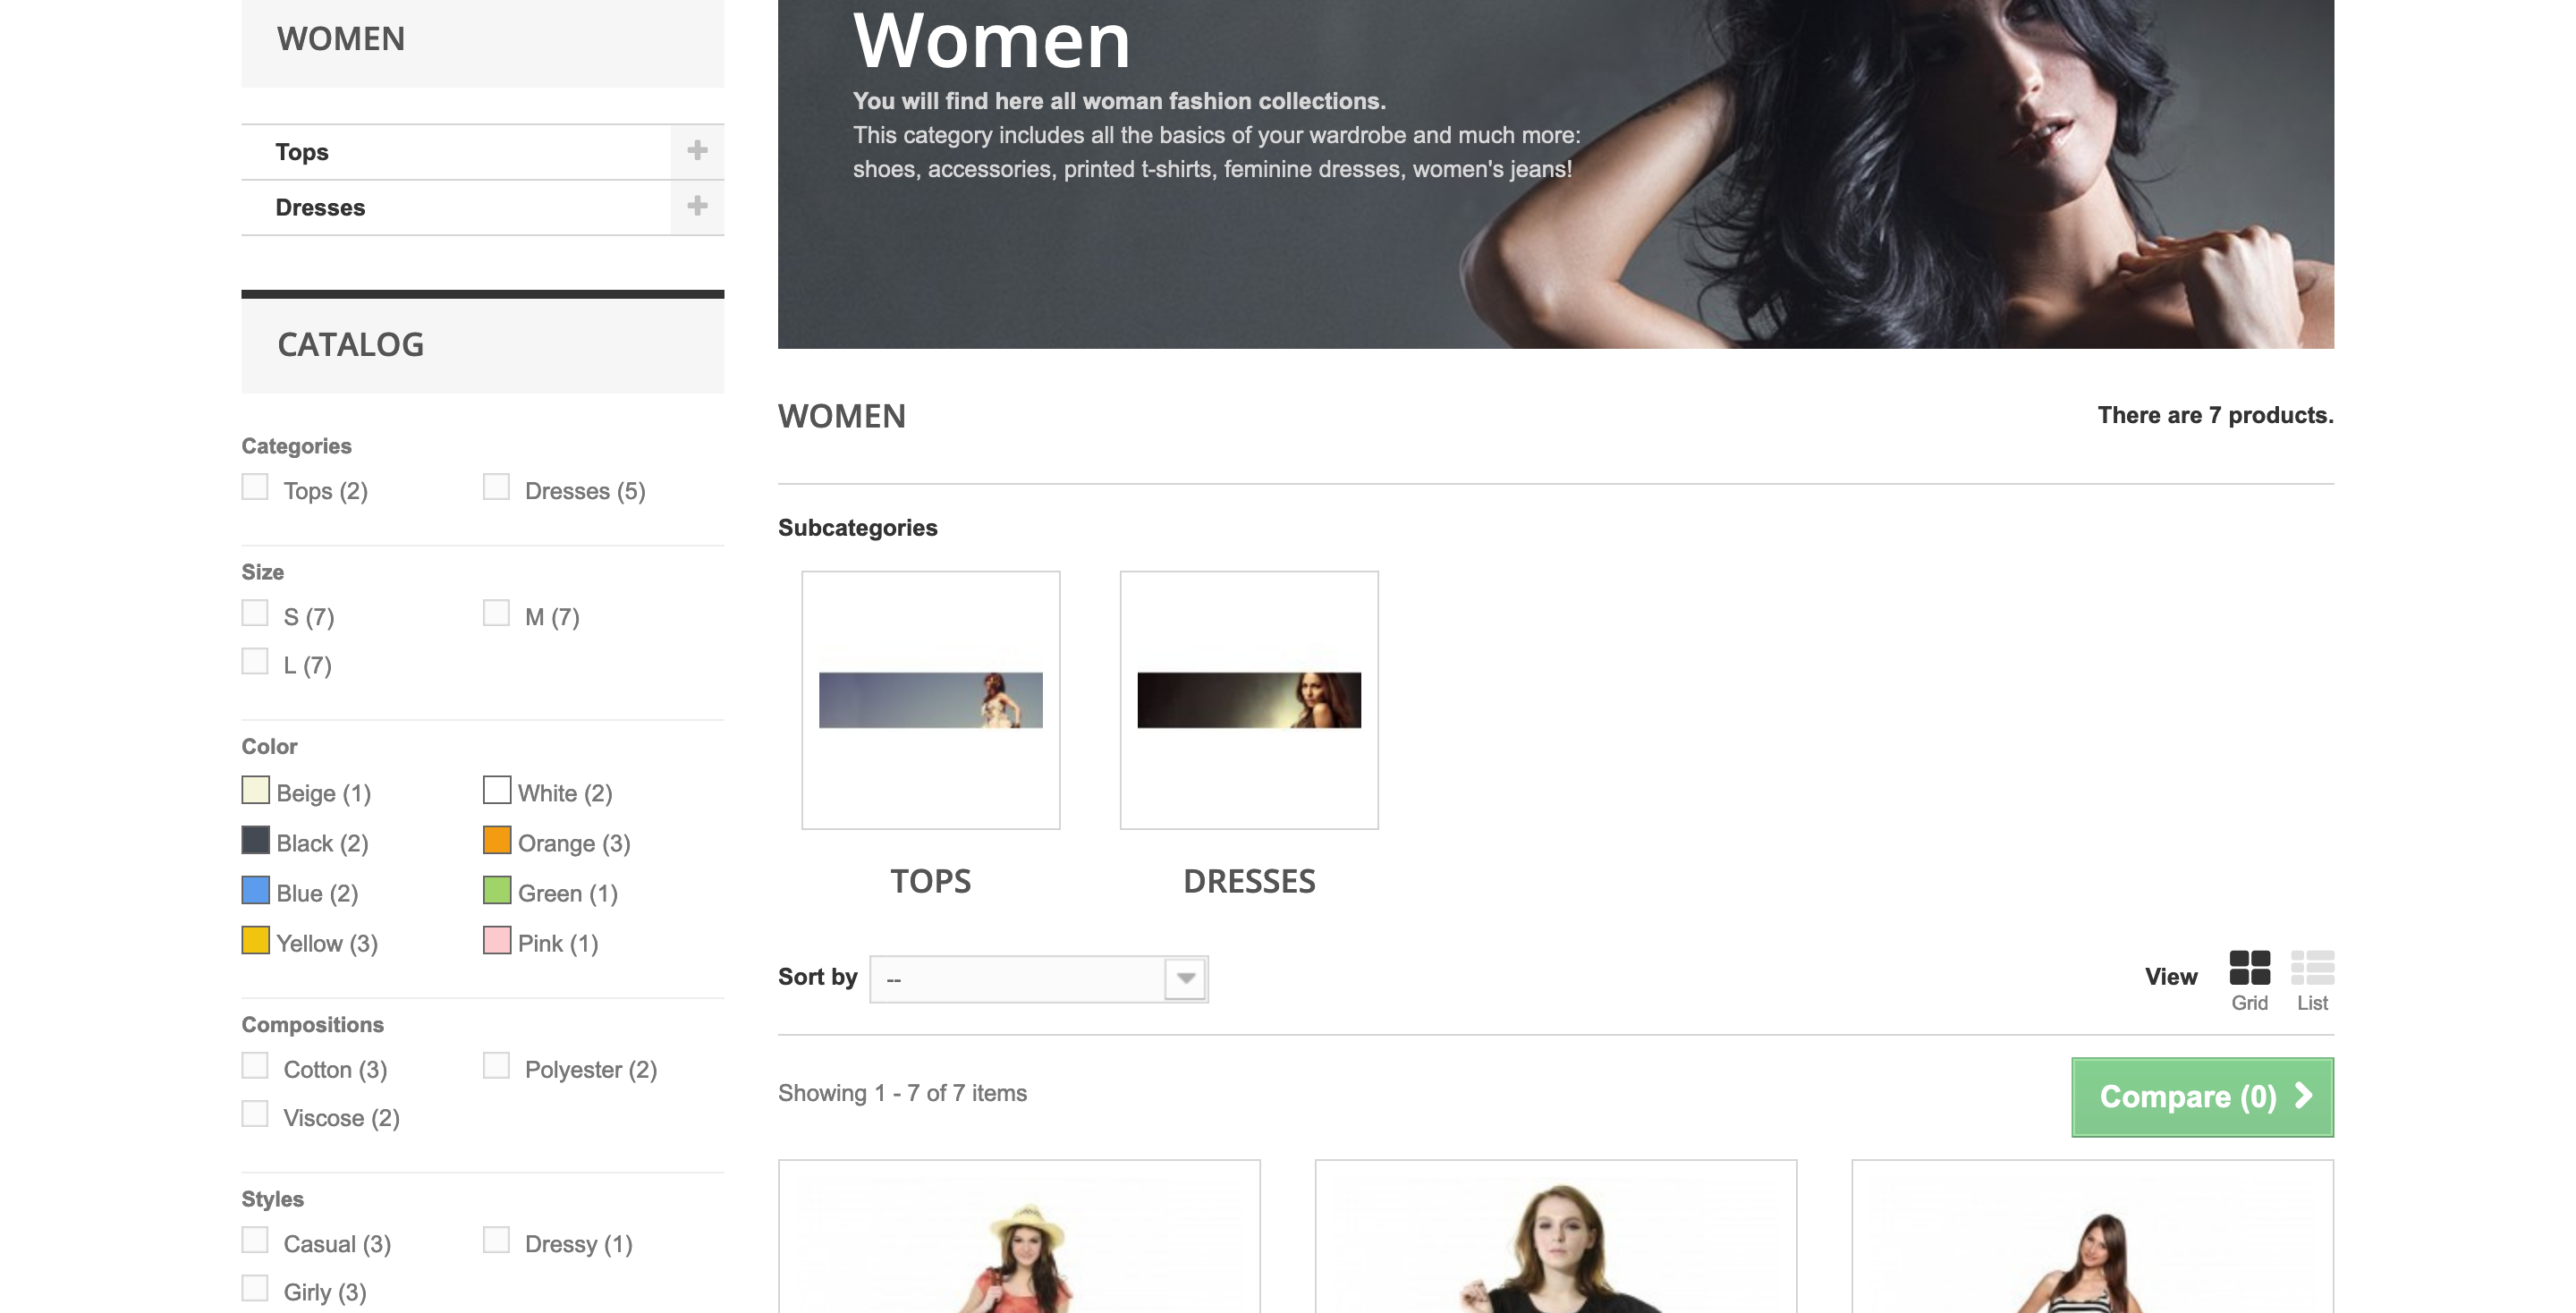 WOMEN
Tops
Dresses
CATALOG
Categories
Tops (2) Dresses (5)
Size
S (7) M (7)
L (7)
Color
Beige (1) White (2)
Black (2) Orange (3)
Blue (2) Green (1)
Yellow (3) Pink (1)
Compositions
Cotton (3) Polyester (2)
Viscose (2)
Styles
Casual (3) Dressy (1)
Girly (3)
Women
You will find here all woman fashion collections.
This category includes all the basics of your wardrobe and much more:
shoes, accessories, printed t-shirts, feminine dresses, women's jeans!
WOMEN There are 7 products.
Subcategories
TOPS DRESSES
Sort by -- View Grid List
Showing 1 - 7 of 7 items Compare (0)